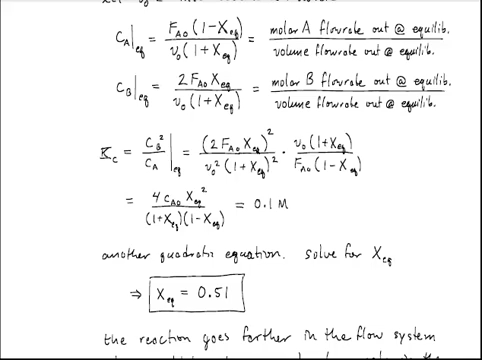 C_A|_eq = F_A0 (1-X_eq) / υ_0 (1+X_eq) = molar A flowrate out @ equilib. / volume flowrate out @ equilib.
C_B|_eq = 2 F_A0 X_eq / υ_0 (1+X_eq) = molar B flowrate out @ equilib. / volume flowrate out @ equilib.
K_c = C_B^2 / C_A |_eq = (2 F_A0 X_eq)^2 / υ_0^2 (1+X_eq)^2 · υ_0 (1+X_eq) / F_A0 (1-X_eq)
= 4 C_A0 X_eq^2 / (1+X_eq)(1-X_eq) = 0.1 M
another quadratic equation. solve for X_eq
⇒ X_eq = 0.51
the reaction goes farther in the flow system